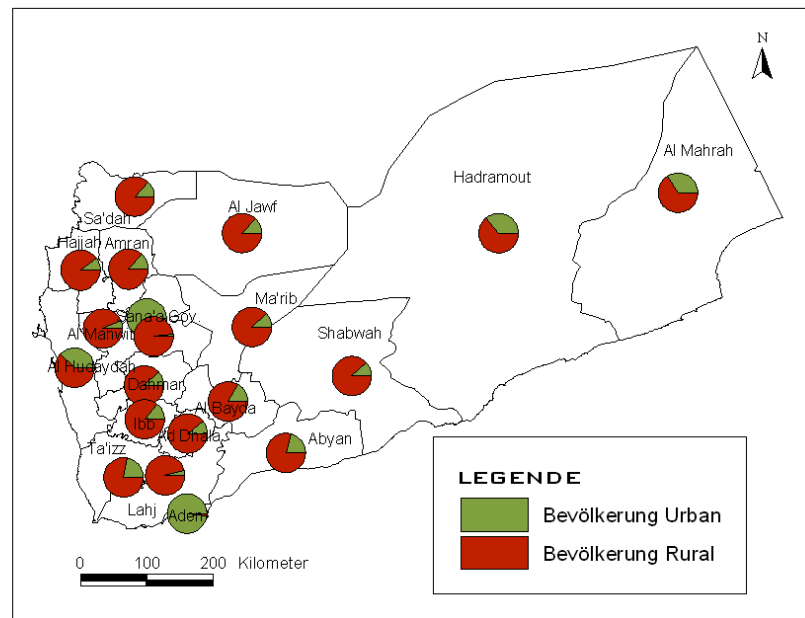 N
Al Mahrah
Hadramout
Sa'dah
Al Jawf
Hajjah
Amran
Ma'rib
Sana'a Gov.
Al Mahwit
Shabwah
Al Hudaydah
Dahmar
Al Bayda
Ibb
Ad Dhala
Abyan
Ta'izz
Lahj
Aden
LEGENDE
Bevölkerung Urban
Bevölkerung Rural
0 100 200 Kilometer